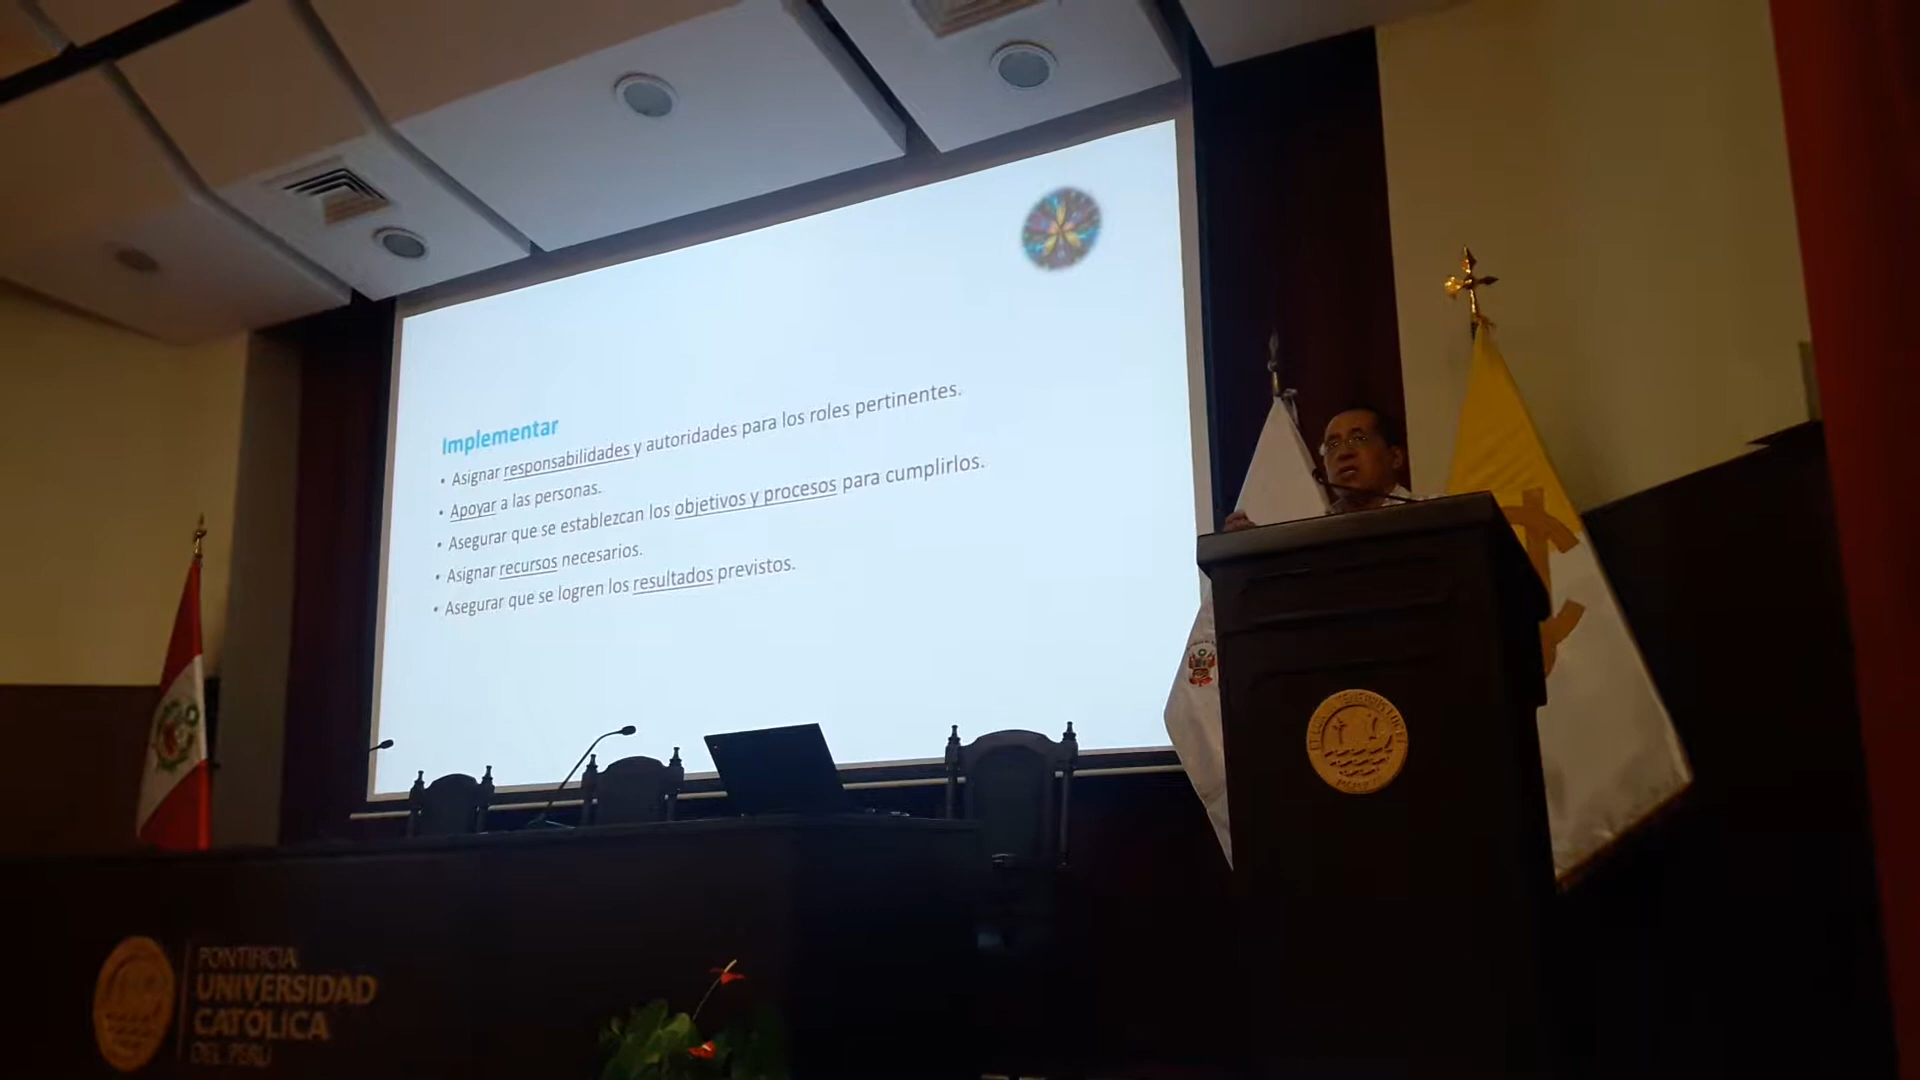 Implementar
• Asignar responsabilidades y autoridades para los roles pertinentes.
• Apoyar a las personas.
• Asegurar que se establezcan los objetivos y procesos para cumplirlos.
• Asignar recursos necesarios.
• Asegurar que se logren los resultados previstos.
PONTIFICIA
UNIVERSIDAD
CATÓLICA
DEL PERÚ